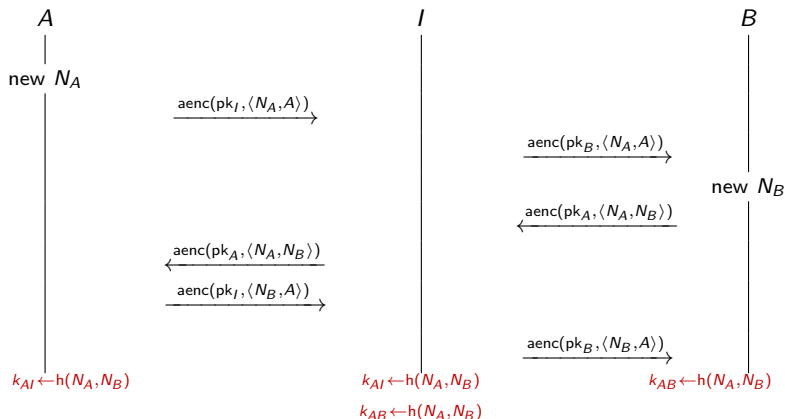 A I B
new N_A
aenc(pk_I,⟨N_A,A⟩)
aenc(pk_B,⟨N_A,A⟩)
new N_B
aenc(pk_A,⟨N_A,N_B⟩)
aenc(pk_A,⟨N_A,N_B⟩)
aenc(pk_I,⟨N_B,A⟩)
aenc(pk_B,⟨N_B,A⟩)
k_AI←h(N_A,N_B) k_AI←h(N_A,N_B) k_AB←h(N_A,N_B)
k_AB←h(N_A,N_B)